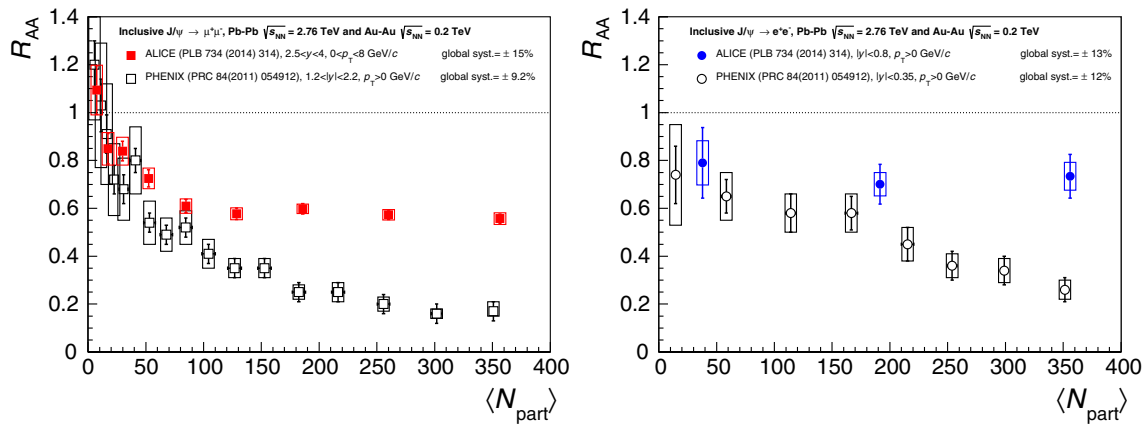 R_AA
1.4
1.2
1
0.8
0.6
0.4
0.2
0
Inclusive J/ψ → μ⁺μ⁻, Pb-Pb √s_NN = 2.76 TeV and Au-Au √s_NN = 0.2 TeV
ALICE (PLB 734 (2014) 314), 2.5<y<4, 0<p_T<8 GeV/c global syst.= ± 15%
PHENIX (PRC 84(2011) 054912), 1.2<|y|<2.2, p_T>0 GeV/c global syst.= ± 9.2%
0 50 100 150 200 250 300 350 400
⟨N_part⟩
R_AA
1.4
1.2
1
0.8
0.6
0.4
0.2
0
Inclusive J/ψ → e⁺e⁻, Pb-Pb √s_NN = 2.76 TeV and Au-Au √s_NN = 0.2 TeV
ALICE (PLB 734 (2014) 314), |y|<0.8, p_T>0 GeV/c global syst.= ± 13%
PHENIX (PRC 84(2011) 054912), |y|<0.35, p_T>0 GeV/c global syst.= ± 12%
0 50 100 150 200 250 300 350 400
⟨N_part⟩